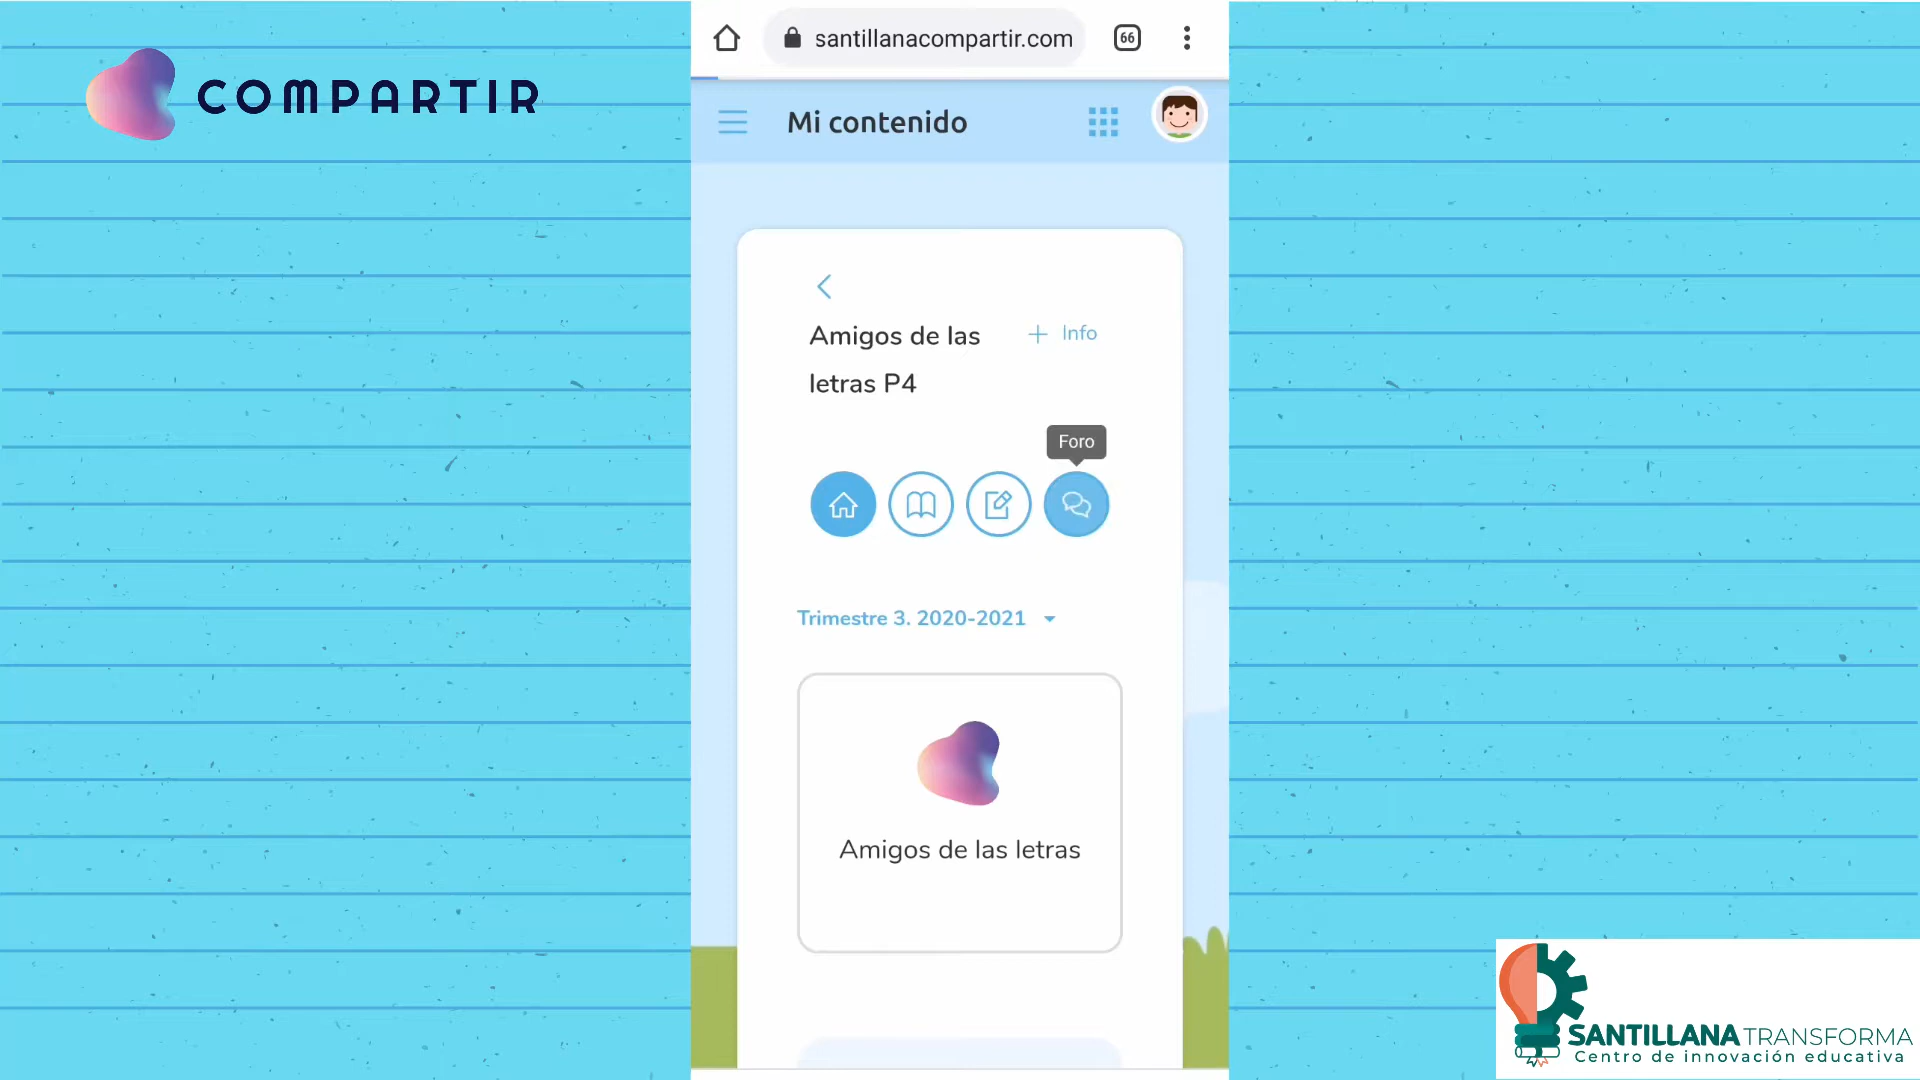 COMPARTIR
santillanacompartir.com
66
Mi contenido
Amigos de las
letras P4
+ Info
Foro
Trimestre 3. 2020-2021
Amigos de las letras
SANTILLANA TRANSFORMA
Centro de innovación educativa